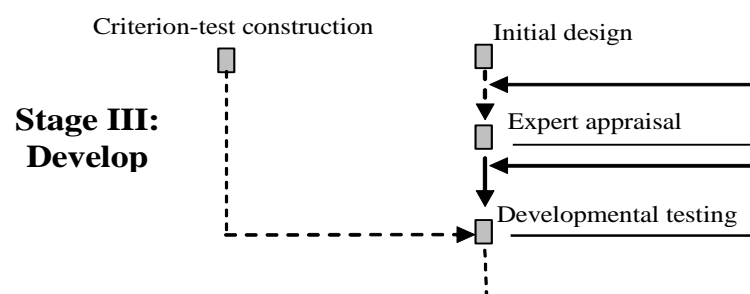 Criterion-test construction
Initial design
Stage III:
Develop
Expert appraisal
Developmental testing